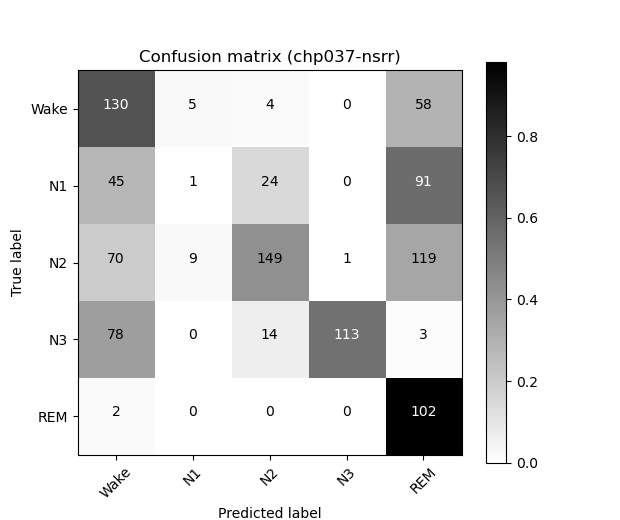 Confusion matrix (chp037-nsrr)
True label
Wake 130 5 4 0 58
N1 45 1 24 0 91
N2 70 9 149 1 119
N3 78 0 14 113 3
REM 2 0 0 0 102
Wake N1 N2 N3 REM
Predicted label
0.8
0.6
0.4
0.2
0.0